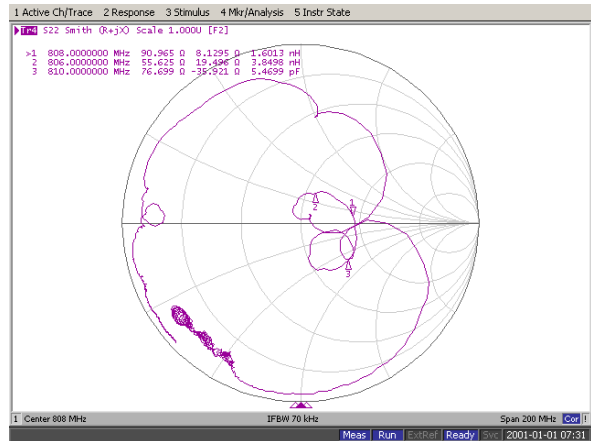 1 Active Ch/Trace 2 Response 3 Stimulus 4 Mkr/Analysis 5 Instr State
Tr4 S22 Smith (R+jX) Scale 1.000U [F2]
>1 808.0000000 MHz 90.965 Ω 8.1295 Ω 1.6013 nH
2 806.0000000 MHz 55.625 Ω 19.496 Ω 3.8498 nH
3 810.0000000 MHz 76.699 Ω -35.921 Ω 5.4699 pF
1
2
3
1 Center 808 MHz IFBW 70 kHz Span 200 MHz Cor !
Meas Run ExtRef Ready Svc 2001-01-01 07:31